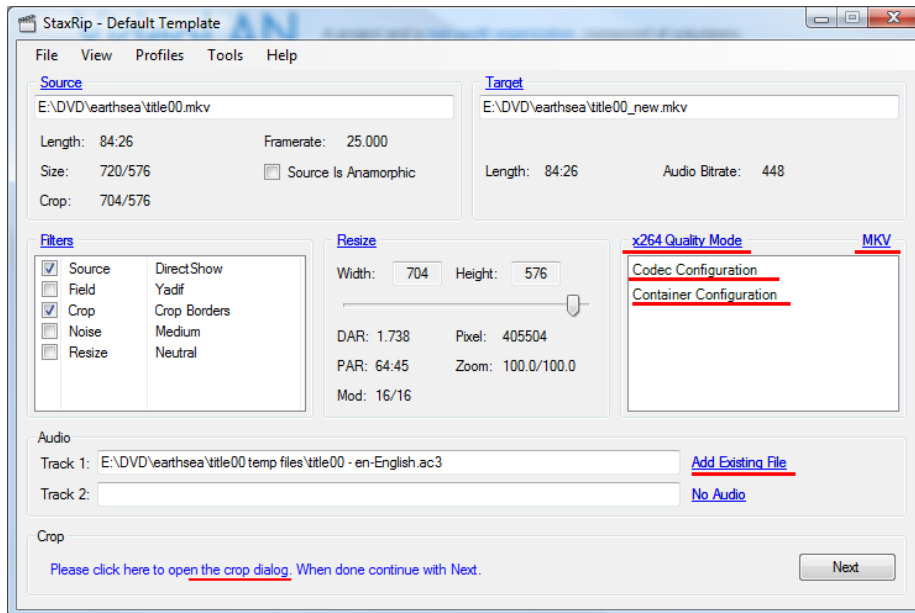 StaxRip - Default Template
File View Profiles Tools Help
Source
E:\DVD\earthsea\title00.mkv
Length: 84:26 Framerate: 25.000
Size: 720/576 Source Is Anamorphic
Crop: 704/576
Target
E:\DVD\earthsea\title00_new.mkv
Length: 84:26 Audio Bitrate: 448
Filters
Source DirectShow
Field Yadif
Crop Crop Borders
Noise Medium
Resize Neutral
Resize
Width: 704 Height: 576
DAR: 1.738 Pixel: 405504
PAR: 64:45 Zoom: 100.0/100.0
Mod: 16/16
x264 Quality Mode MKV
Codec Configuration
Container Configuration
Audio
Track 1: E:\DVD\earthsea\title00 temp files\title00 - en-English.ac3 Add Existing File
Track 2: No Audio
Crop
Please click here to open the crop dialog. When done continue with Next.
Next